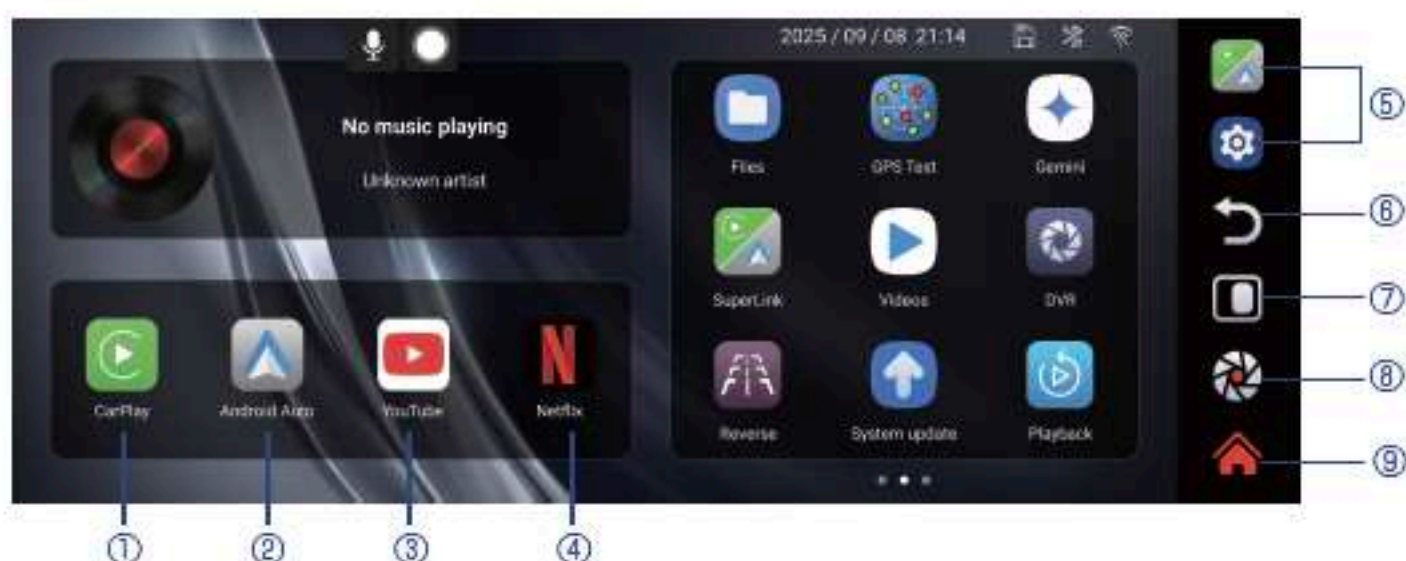 2025/09/08 21:14
No music playing
Unknown artist
Files
GPS Test
Gemini
SuperLink
Videos
DVR
Reverse
System update
Playback
CarPlay
Android Auto
YouTube
N
Netflix
①
②
③
④
⑤
⑥
⑦
⑧
⑨